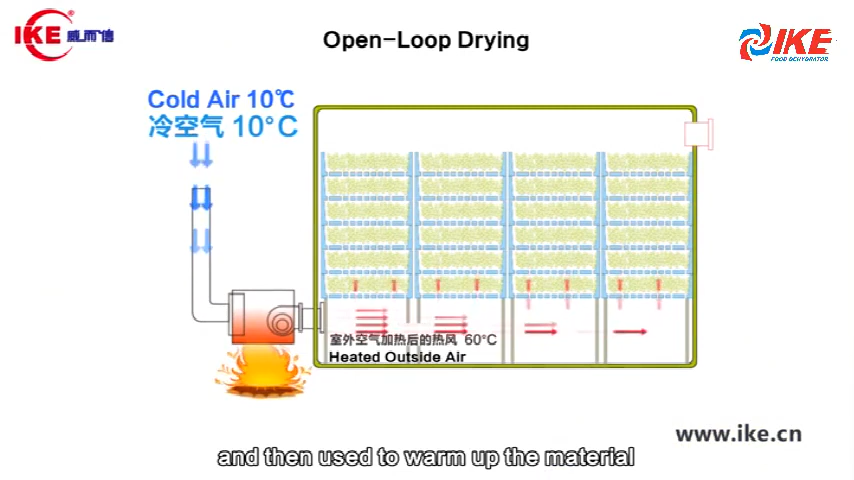 IKE 威而信
Open-Loop Drying
IKE
FOOD DEHYDRATOR
Cold Air 10℃
冷空气 10°C
室外空气加热后的热风 60°C
Heated Outside Air
www.ike.cn
and then used to warm up the material